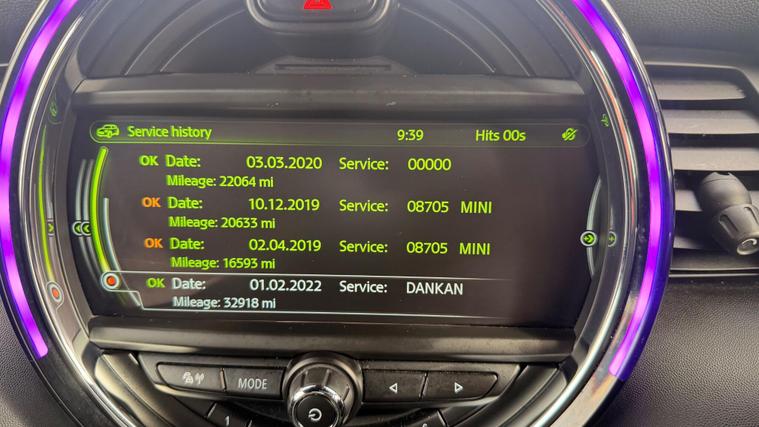 Service history 9:39 Hits 00s
OK Date: 03.03.2020 Service: 00000
Mileage: 22064 mi
OK Date: 10.12.2019 Service: 08705 MINI
Mileage: 20633 mi
OK Date: 02.04.2019 Service: 08705 MINI
Mileage: 16593 mi
OK Date: 01.02.2022 Service: DANKAN
Mileage: 32918 mi
MODE
1